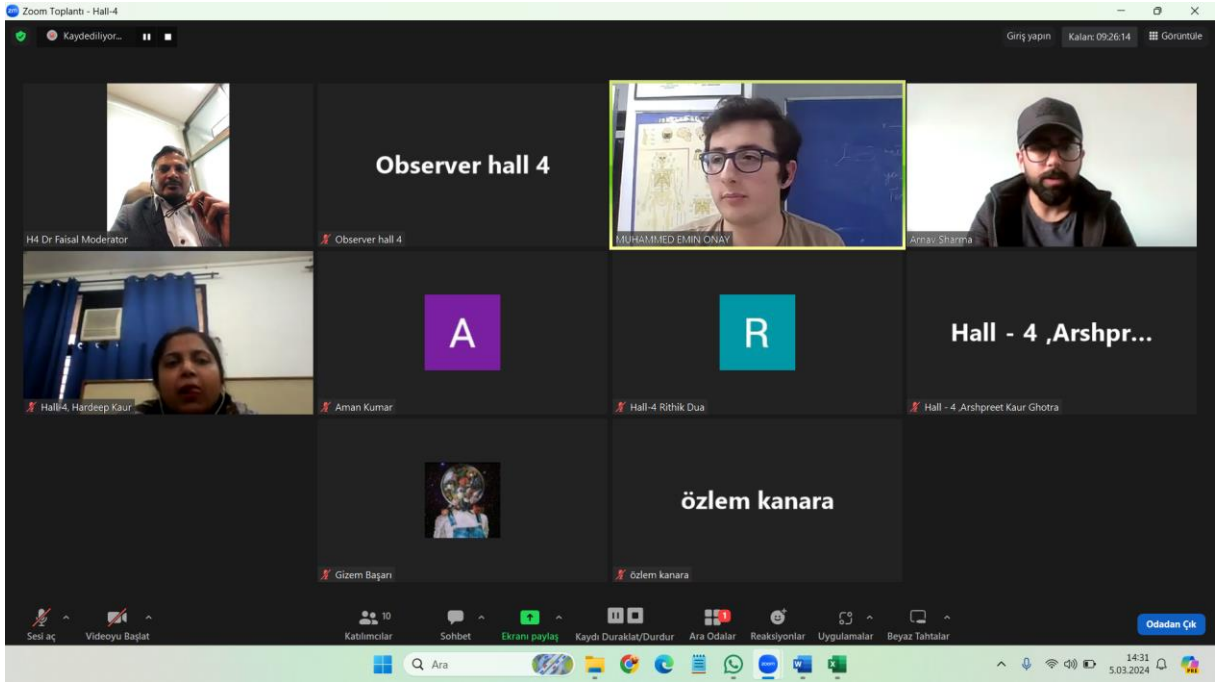 zoom Zoom Toplantı - Hall-4
Kaydediliyor...
Giriş yapın
Kalan: 09:26:14
Görüntüle
H4 Dr Faisal Moderator
Observer hall 4
Observer hall 4
MUHAMMED EMIN ONAY
Arnav Sharma
Hall-4, Hardeep Kaur
A
Aman Kumar
R
Hall-4 Rithik Dua
Hall - 4 ,Arshpr...
Hall - 4 ,Arshpreet Kaur Ghotra
Gizem Başarı
özlem kanara
özlem kanara
Sesi aç
Videoyu Başlat
10
Katılımcılar
Sohbet
Ekranı paylaş
Kaydı Duraklat/Durdur
1
Ara Odalar
Reaksiyonlar
Uygulamalar
Beyaz Tahtalar
Odadan Çık
Ara
zoom
14:31
5.03.2024
PRE